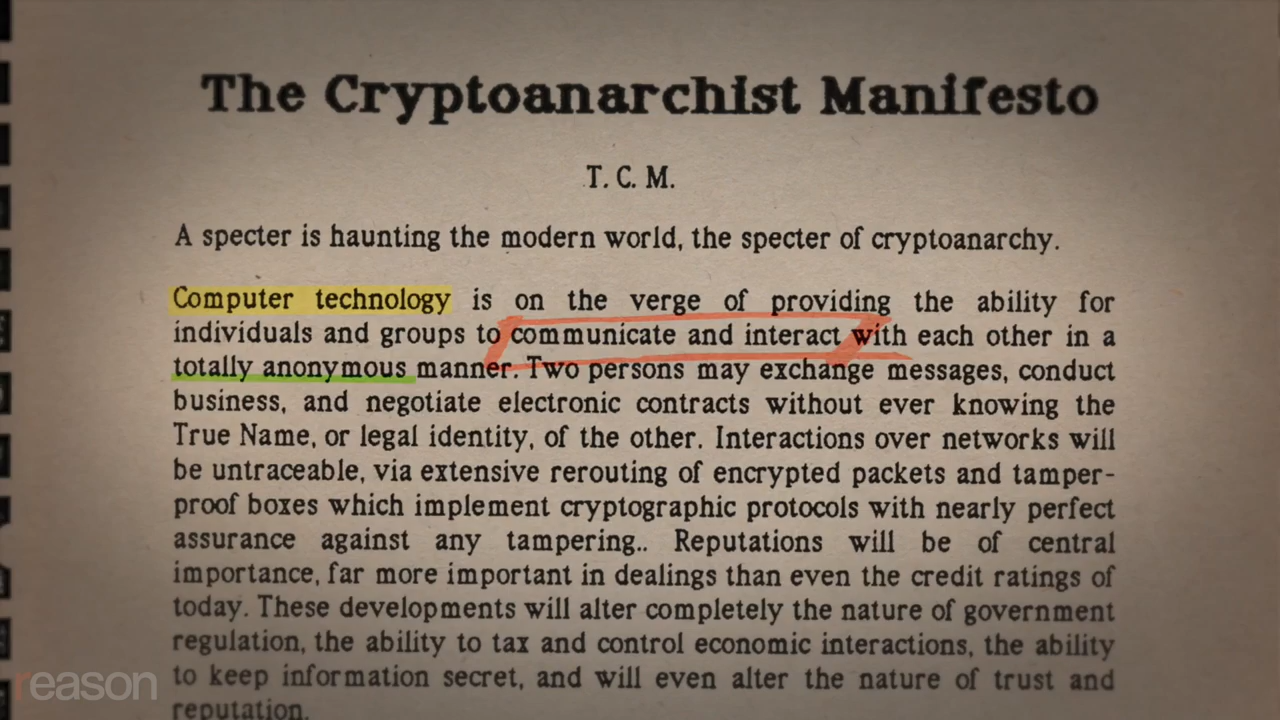 The Cryptoanarchist Manifesto
T. C. M.
A specter is haunting the modern world, the specter of cryptoanarchy.
Computer technology is on the verge of providing the ability for
individuals and groups to communicate and interact with each other in a
totally anonymous manner. Two persons may exchange messages, conduct
business, and negotiate electronic contracts without ever knowing the
True Name, or legal identity, of the other. Interactions over networks will
be untraceable, via extensive rerouting of encrypted packets and tamper-
proof boxes which implement cryptographic protocols with nearly perfect
assurance against any tampering.. Reputations will be of central
importance, far more important in dealings than even the credit ratings of
today. These developments will alter completely the nature of government
regulation, the ability to tax and control economic interactions, the ability
to keep information secret, and will even alter the nature of trust and
reputation.
reason